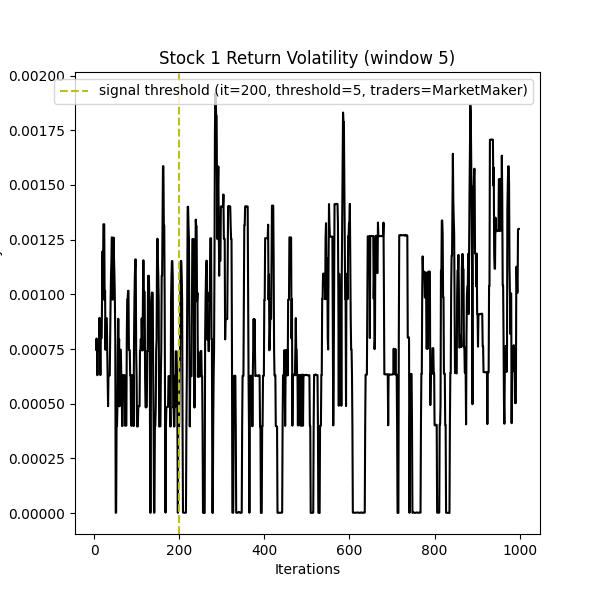 Stock 1 Return Volatility (window 5)
signal threshold (it=200, threshold=5, traders=MarketMaker)
0.00200
0.00175
0.00150
0.00125
0.00100
0.00075
0.00050
0.00025
0.00000
0 200 400 600 800 1000
Iterations